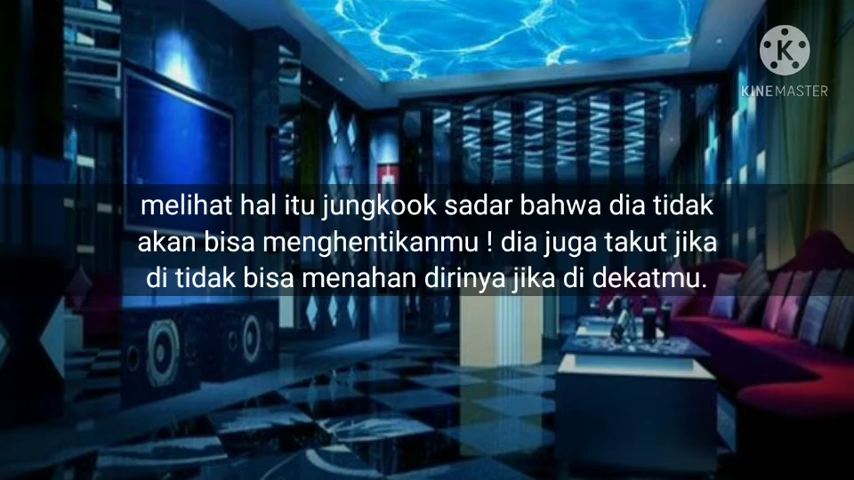 KINEMASTER
melihat hal itu jungkook sadar bahwa dia tidak
akan bisa menghentikanmu ! dia juga takut jika
di tidak bisa menahan dirinya jika di dekatmu.